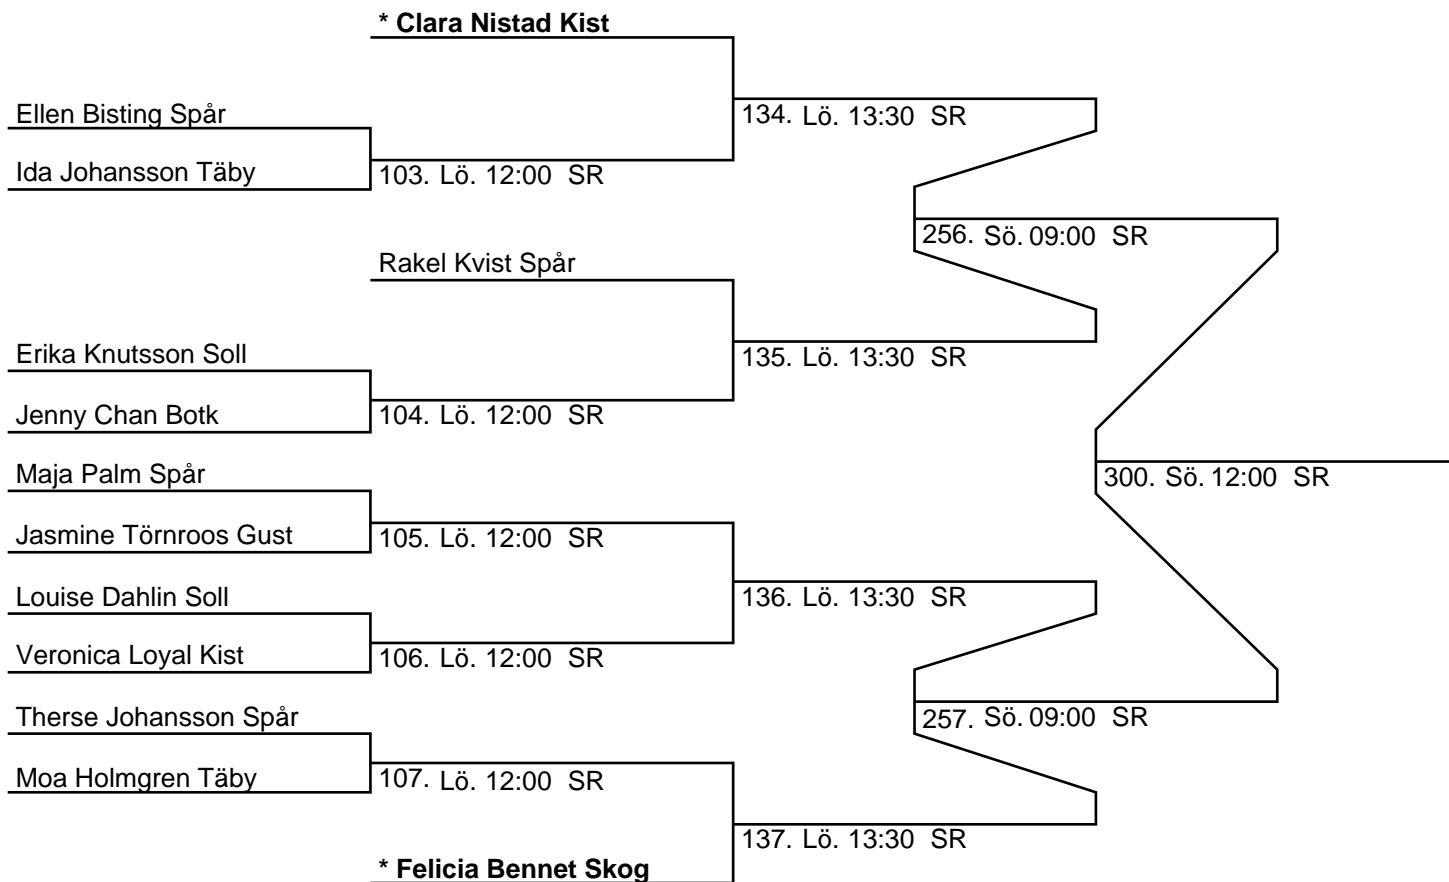 * Clara Nistad Kist
Ellen Bisting Spår
134. Lö. 13:30 SR
Ida Johansson Täby
103. Lö. 12:00 SR
256. Sö. 09:00 SR
Rakel Kvist Spår
Erika Knutsson Soll
135. Lö. 13:30 SR
Jenny Chan Botk
104. Lö. 12:00 SR
Maja Palm Spår
300. Sö. 12:00 SR
Jasmine Törnroos Gust
105. Lö. 12:00 SR
Louise Dahlin Soll
136. Lö. 13:30 SR
Veronica Loyal Kist
106. Lö. 12:00 SR
Therse Johansson Spår
257. Sö. 09:00 SR
Moa Holmgren Täby
107. Lö. 12:00 SR
137. Lö. 13:30 SR
* Felicia Bennet Skog